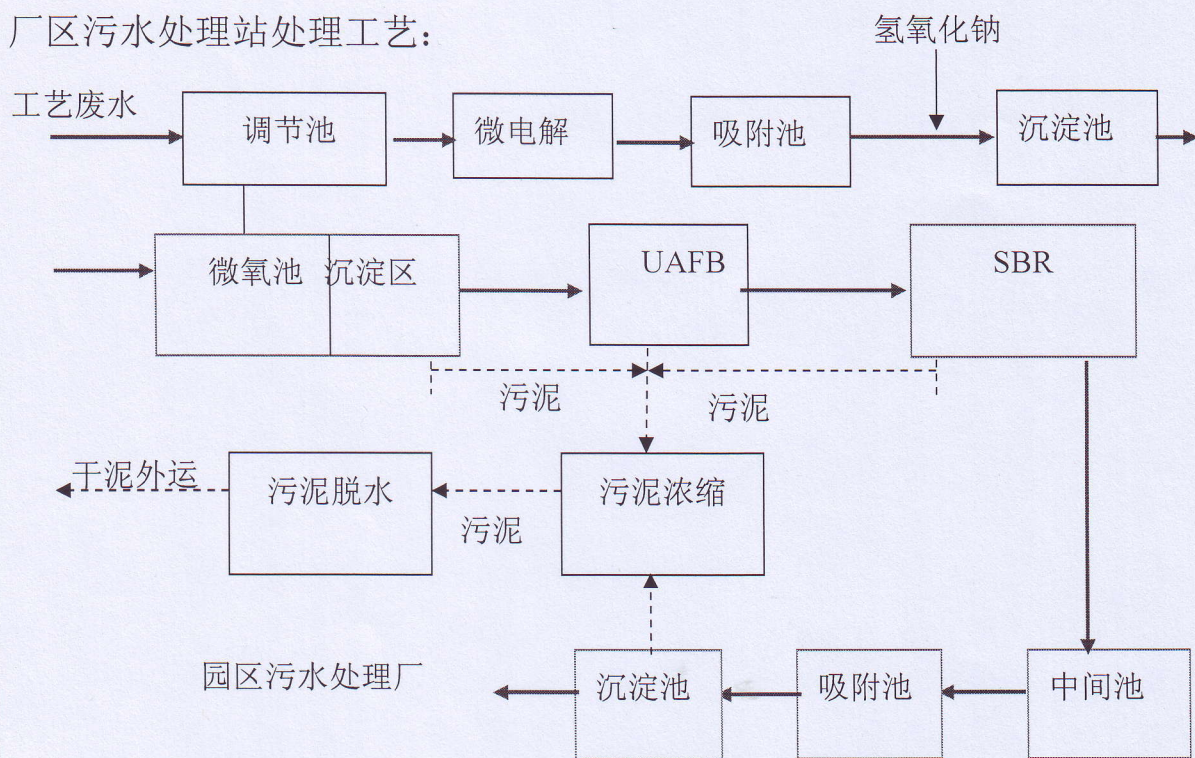 厂区污水处理站处理工艺：
氢氧化钠
工艺废水
调节池
微电解
吸附池
沉淀池
微氧池 沉淀区
UAFB
SBR
污泥
污泥
干泥外运
污泥脱水
污泥
污泥浓缩
园区污水处理厂
沉淀池
吸附池
中间池